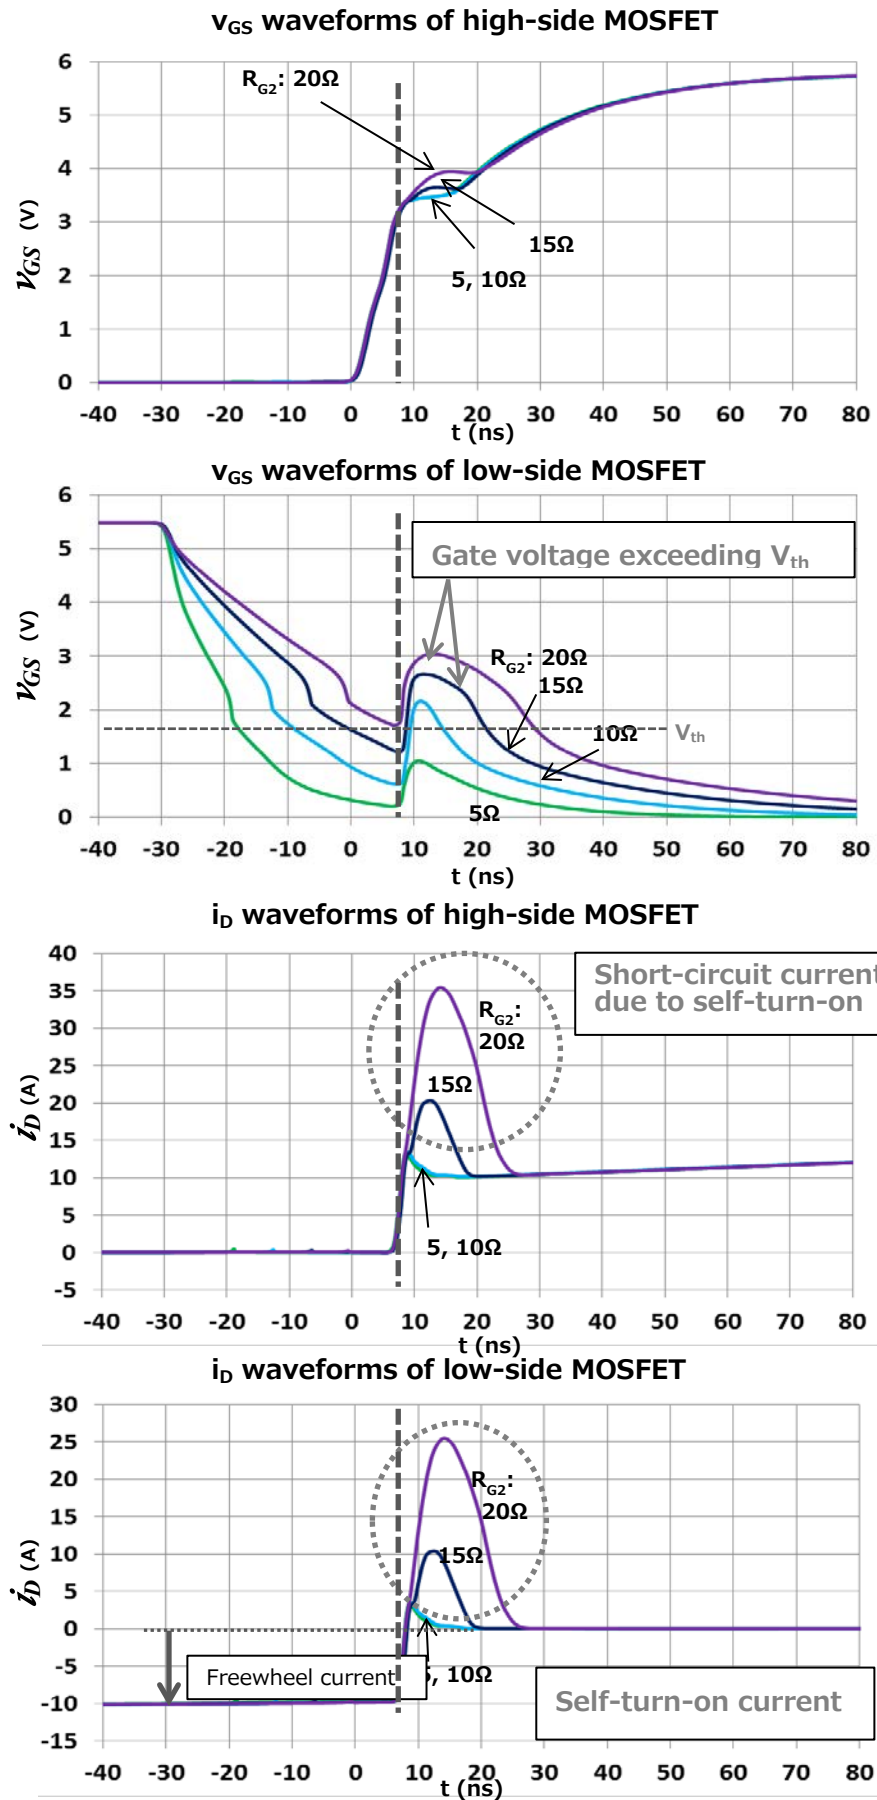 vGS waveforms of high-side MOSFET
6
RG2: 20Ω
5
4
vGS (V)
3
15Ω
5, 10Ω
2
1
0
-40 -30 -20 -10 0 10 20 30 40 50 60 70 80
t (ns)
vGS waveforms of low-side MOSFET
6
Gate voltage exceeding Vth
5
4
vGS (V)
3
RG2: 20Ω
15Ω
2
Vth
10Ω
1
5Ω
0
-40 -30 -20 -10 0 10 20 30 40 50 60 70 80
t (ns)
iD waveforms of high-side MOSFET
40
Short-circuit current
due to self-turn-on
35
RG2:
20Ω
30
25
15Ω
20
iD (A)
15
10
5
5, 10Ω
0
-5
-40 -30 -20 -10 0 10 20 30 40 50 60 70 80
t (ns)
iD waveforms of low-side MOSFET
30
25
RG2:
20Ω
20
15
15Ω
10
iD (A)
5
0
-5
Freewheel current
5, 10Ω
-10
Self-turn-on current
-15
-40 -30 -20 -10 0 10 20 30 40 50 60 70 80
t (ns)